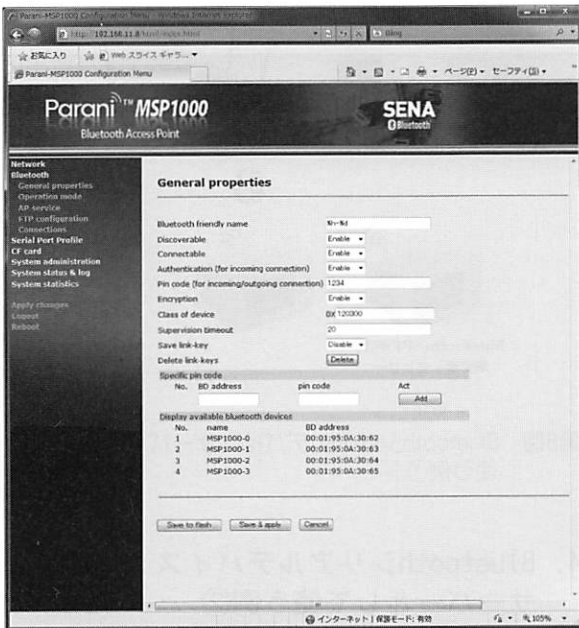 Parani-MSP1000 Configuration Menu - Windows Internet Explorer
http://192.168.11.8/html/index.html
Bing
お気に入り
Web スライス ギャラ...
Parani-MSP1000 Configuration Menu
ページ(P)
セーフティ(S)
Parani™ MSP1000
Bluetooth Access Point
SENA
Bluetooth
Network
Bluetooth
General properties
Operation mode
AP service
FTP configuration
Connections
Serial Port Profile
CF card
System administration
System status & log
System statistics
Apply changes
Logout
Reboot
General properties
Bluetooth friendly name
Discoverable Enable
Connectable Enable
Authentication (for incoming connection) Enable
Pin code (for incoming/outgoing connection) 1234
Encryption Enable
Class of device 0X 120300
Supervision timeout 20
Save link-key Disable
Delete link-keys Delete
Specific pin code
No. BD address pin code Act
Add
Display available bluetooth devices
No. name BD address
1 MSP1000-0 00:01:95:0A:30:62
2 MSP1000-1 00:01:95:0A:30:63
3 MSP1000-2 00:01:95:0A:30:64
4 MSP1000-3 00:01:95:0A:30:65
Save to flash Save & apply Cancel
インターネット | 保護モード: 有効
105%